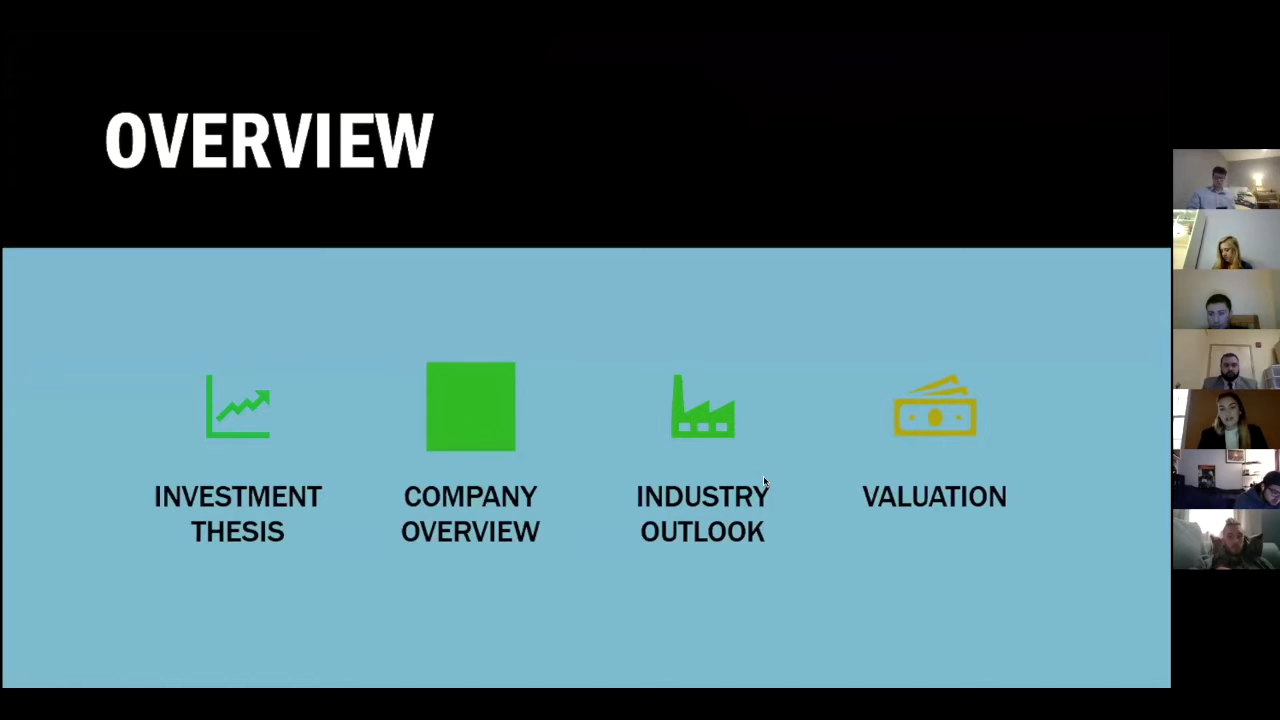 OVERVIEW
INVESTMENT
THESIS
COMPANY
OVERVIEW
INDUSTRY
OUTLOOK
VALUATION